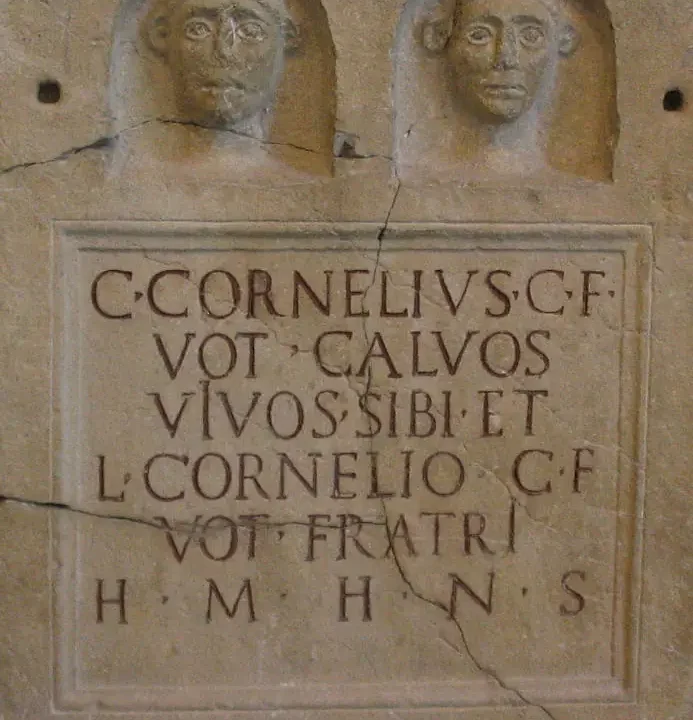 C·CORNELIVS·C·F·
VOT·CALVOS
VIVOS·SIBI·ET
L·CORNELIO·C·F
VOT·FRATRI
H·M·H·N·S